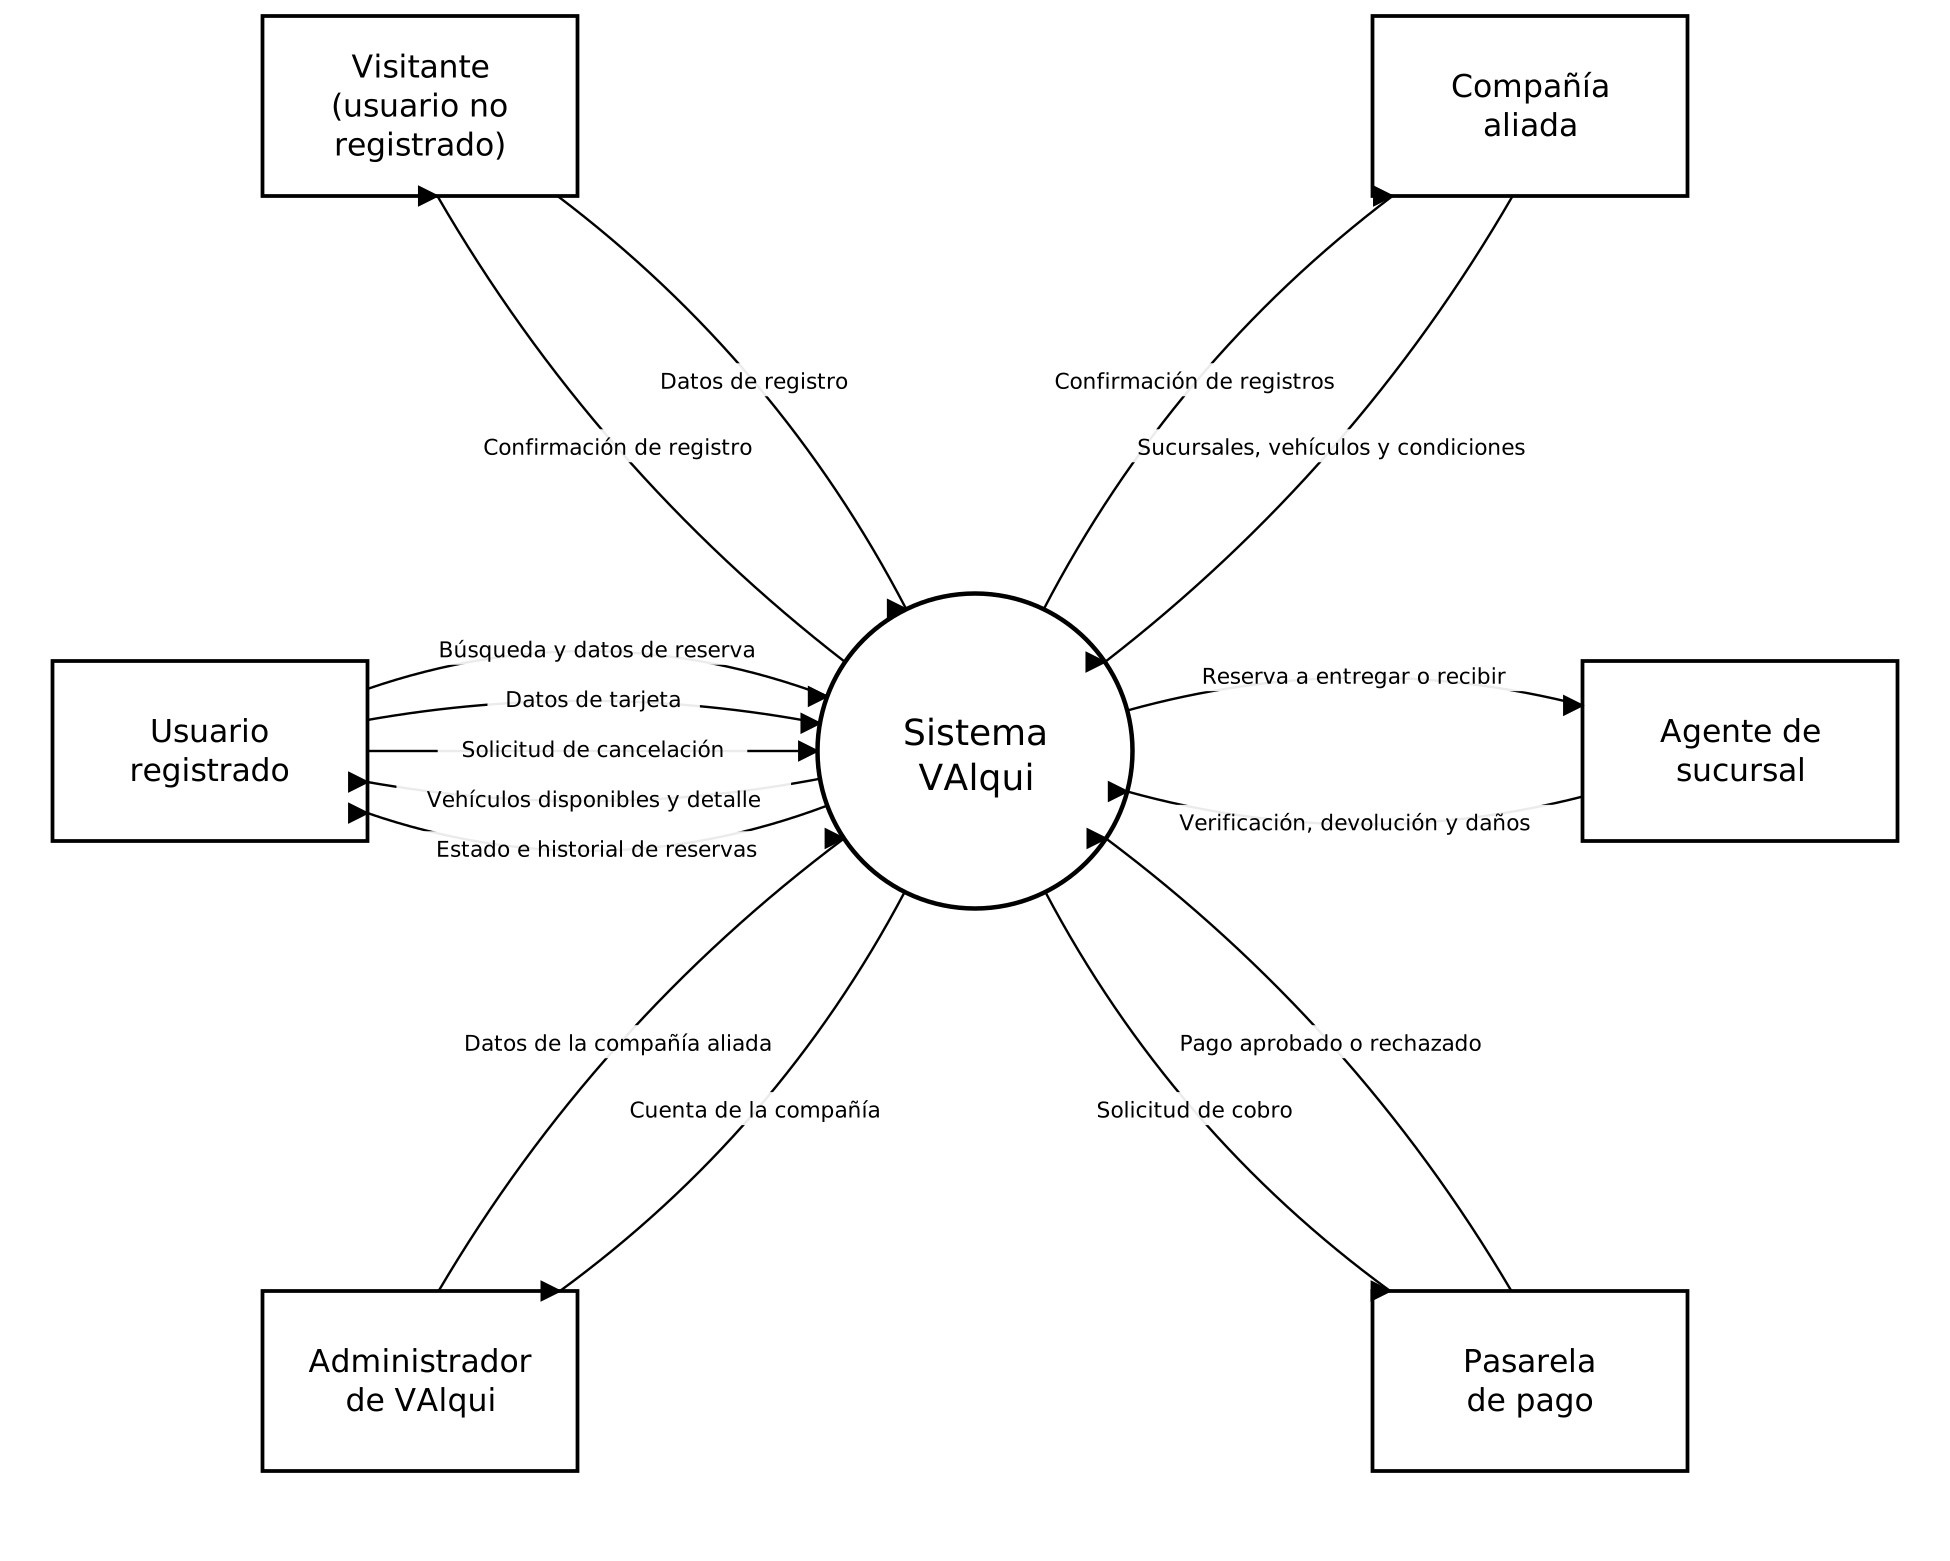 Visitante
(usuario no
registrado)
Compañía
aliada
Datos de registro
Confirmación de registros
Confirmación de registro
Sucursales, vehículos y condiciones
Búsqueda y datos de reserva
Datos de tarjeta
Solicitud de cancelación
Vehículos disponibles y detalle
Estado e historial de reservas
Usuario
registrado
Sistema
VAlqui
Reserva a entregar o recibir
Verificación, devolución y daños
Agente de
sucursal
Datos de la compañía aliada
Pago aprobado o rechazado
Cuenta de la compañía
Solicitud de cobro
Administrador
de VAlqui
Pasarela
de pago